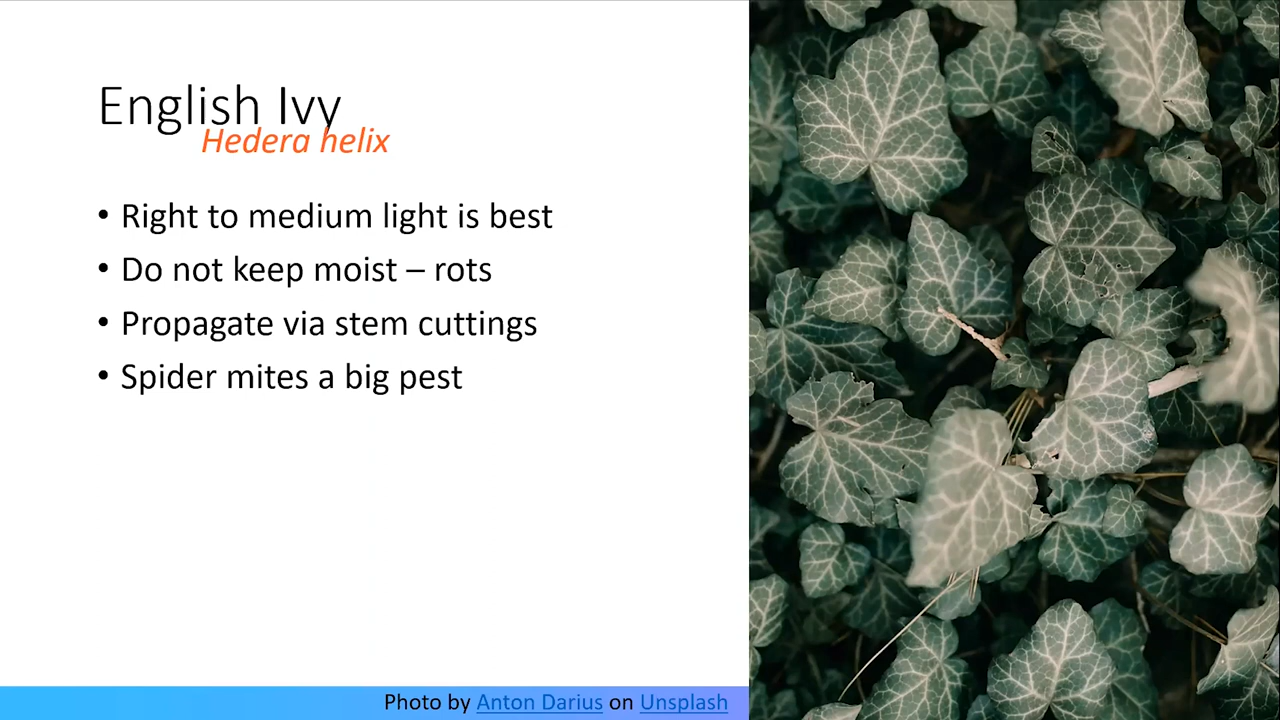 English Ivy
Hedera helix
• Right to medium light is best
• Do not keep moist – rots
• Propagate via stem cuttings
• Spider mites a big pest
Photo by Anton Darius on Unsplash